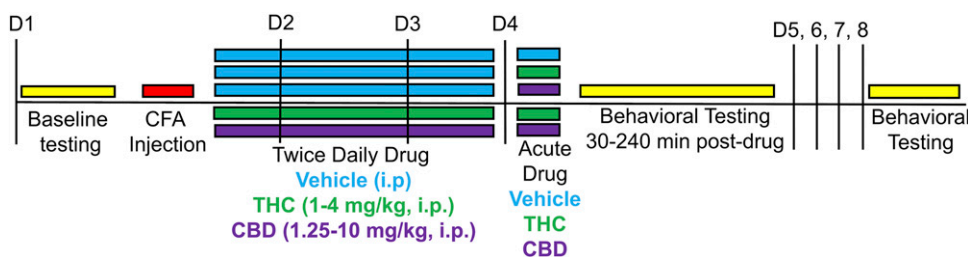 D1
D2
D3
D4
D5, 6, 7, 8
Baseline
testing
CFA
Injection
Twice Daily Drug
Vehicle (i.p)
THC (1-4 mg/kg, i.p.)
CBD (1.25-10 mg/kg, i.p.)
Acute
Drug
Vehicle
THC
CBD
Behavioral Testing
30-240 min post-drug
Behavioral
Testing